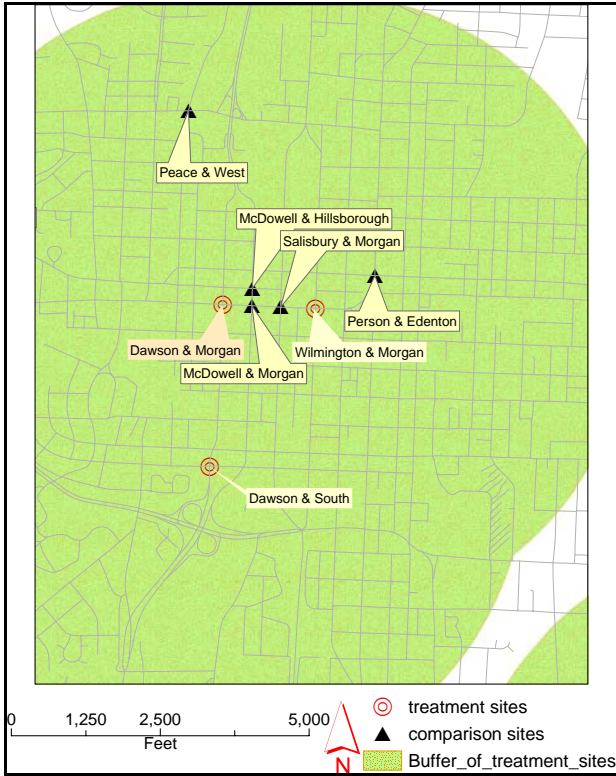 Peace & West
McDowell & Hillsborough
Salisbury & Morgan
Person & Edenton
Dawson & Morgan
Wilmington & Morgan
McDowell & Morgan
Dawson & South
0 1,250 2,500 5,000
Feet
N
treatment sites
comparison sites
Buffer_of_treatment_sites